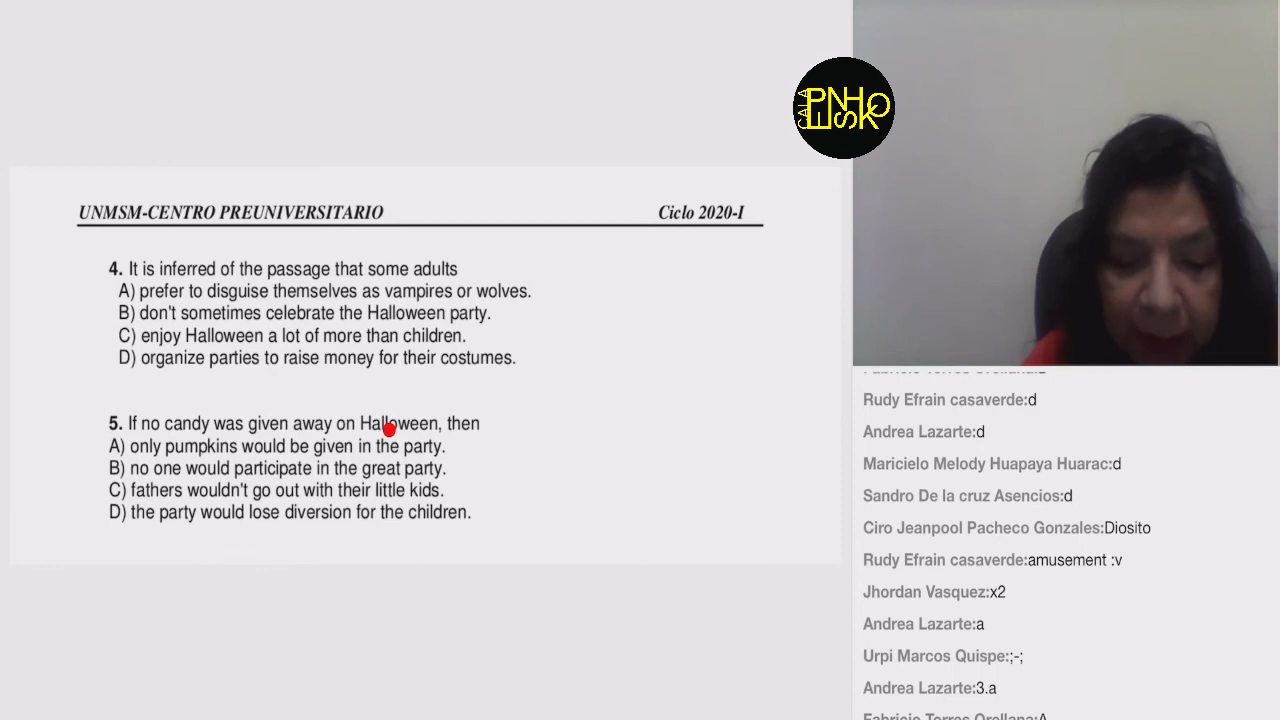 CALA
PENHSKO
UNMSM-CENTRO PREUNIVERSITARIO Ciclo 2020-I
4. It is inferred of the passage that some adults
A) prefer to disguise themselves as vampires or wolves.
B) don't sometimes celebrate the Halloween party.
C) enjoy Halloween a lot of more than children.
D) organize parties to raise money for their costumes.
5. If no candy was given away on Halloween, then
A) only pumpkins would be given in the party.
B) no one would participate in the great party.
C) fathers wouldn't go out with their little kids.
D) the party would lose diversion for the children.
Rudy Efrain casaverde:d
Andrea Lazarte:d
Maricielo Melody Huapaya Huarac:d
Sandro De la cruz Asencios:d
Ciro Jeanpool Pacheco Gonzales:Diosito
Rudy Efrain casaverde:amusement :v
Jhordan Vasquez:x2
Andrea Lazarte:a
Urpi Marcos Quispe:;-;
Andrea Lazarte:3.a
Fabricio Torres Orellana:A